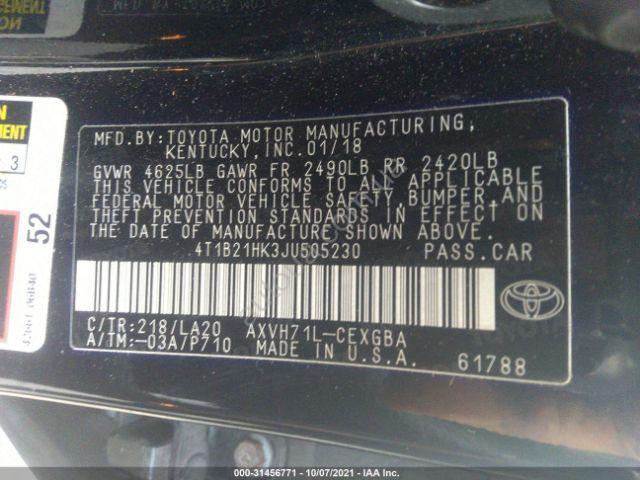 MFD.BY:TOYOTA MOTOR MANUFACTURING,
KENTUCKY,INC.01/18
GVWR 4625LB GAWR FR 2490LB RR 2420LB
THIS VEHICLE CONFORMS TO ALL APPLICABLE
FEDERAL MOTOR VEHICLE SAFETY,BUMPER,AND
THEFT PREVENTION STANDARDS IN EFFECT ON
THE DATE OF MANUFACTURE SHOWN ABOVE.
4T1B21HK3JU505230 PASS.CAR
C/TR:218/LA20 AXVH71L-CEXGBA
A/TM:-03A/P710 MADE IN U.S.A. 61788
TOYOTA
52
3
000-31456771 - 10/07/2021 - IAA Inc.